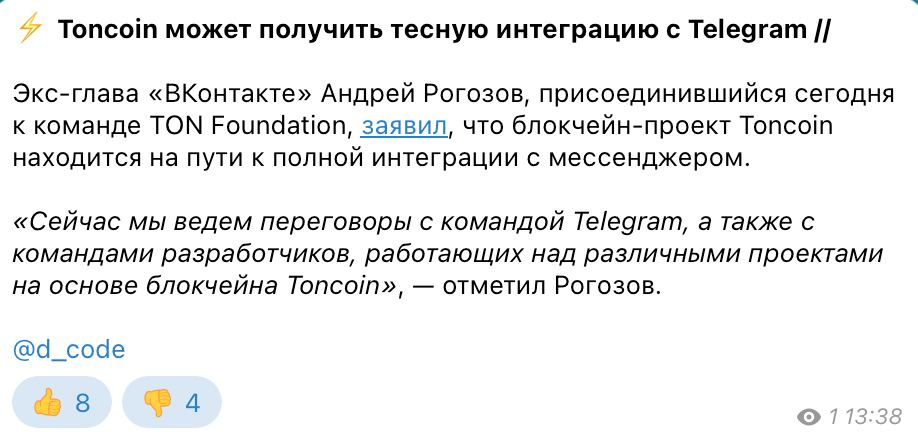 ⚡ Toncoin может получить тесную интеграцию с Telegram //
Экс-глава «ВКонтакте» Андрей Рогозов, присоединившийся сегодня
к команде TON Foundation, заявил, что блокчейн-проект Toncoin
находится на пути к полной интеграции с мессенджером.
«Сейчас мы ведем переговоры с командой Telegram, а также с
командами разработчиков, работающих над различными проектами
на основе блокчейна Toncoin», — отметил Рогозов.
@d_code
👍 8 👎 4
1 13:38